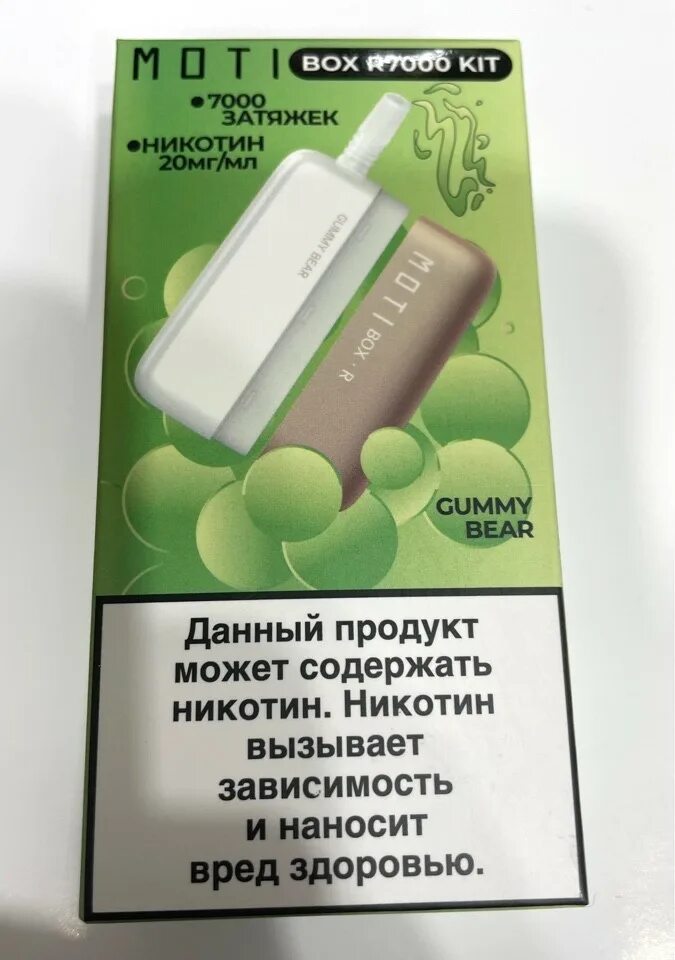 MOTI BOX R7000 KIT
•7000
ЗАТЯЖЕК
•НИКОТИН
20мг/мл
GUMMY BEAR
MOTI BOX · R
GUMMY
BEAR
Данный продукт
может содержать
никотин. Никотин
вызывает
зависимость
и наносит
вред здоровью.